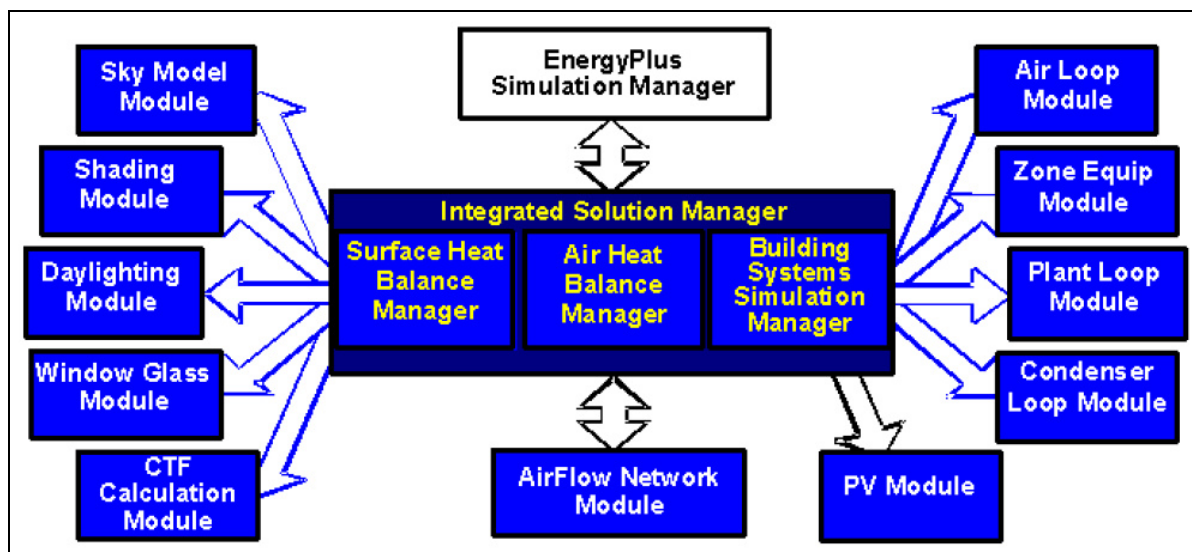 EnergyPlus
Simulation Manager
Sky Model
Module
Shading
Module
Daylighting
Module
Window Glass
Module
CTF
Calculation
Module
Integrated Solution Manager
Surface Heat
Balance
Manager
Air Heat
Balance
Manager
Building
Systems
Simulation
Manager
AirFlow Network
Module
Air Loop
Module
Zone Equip
Module
Plant Loop
Module
Condenser
Loop Module
PV Module